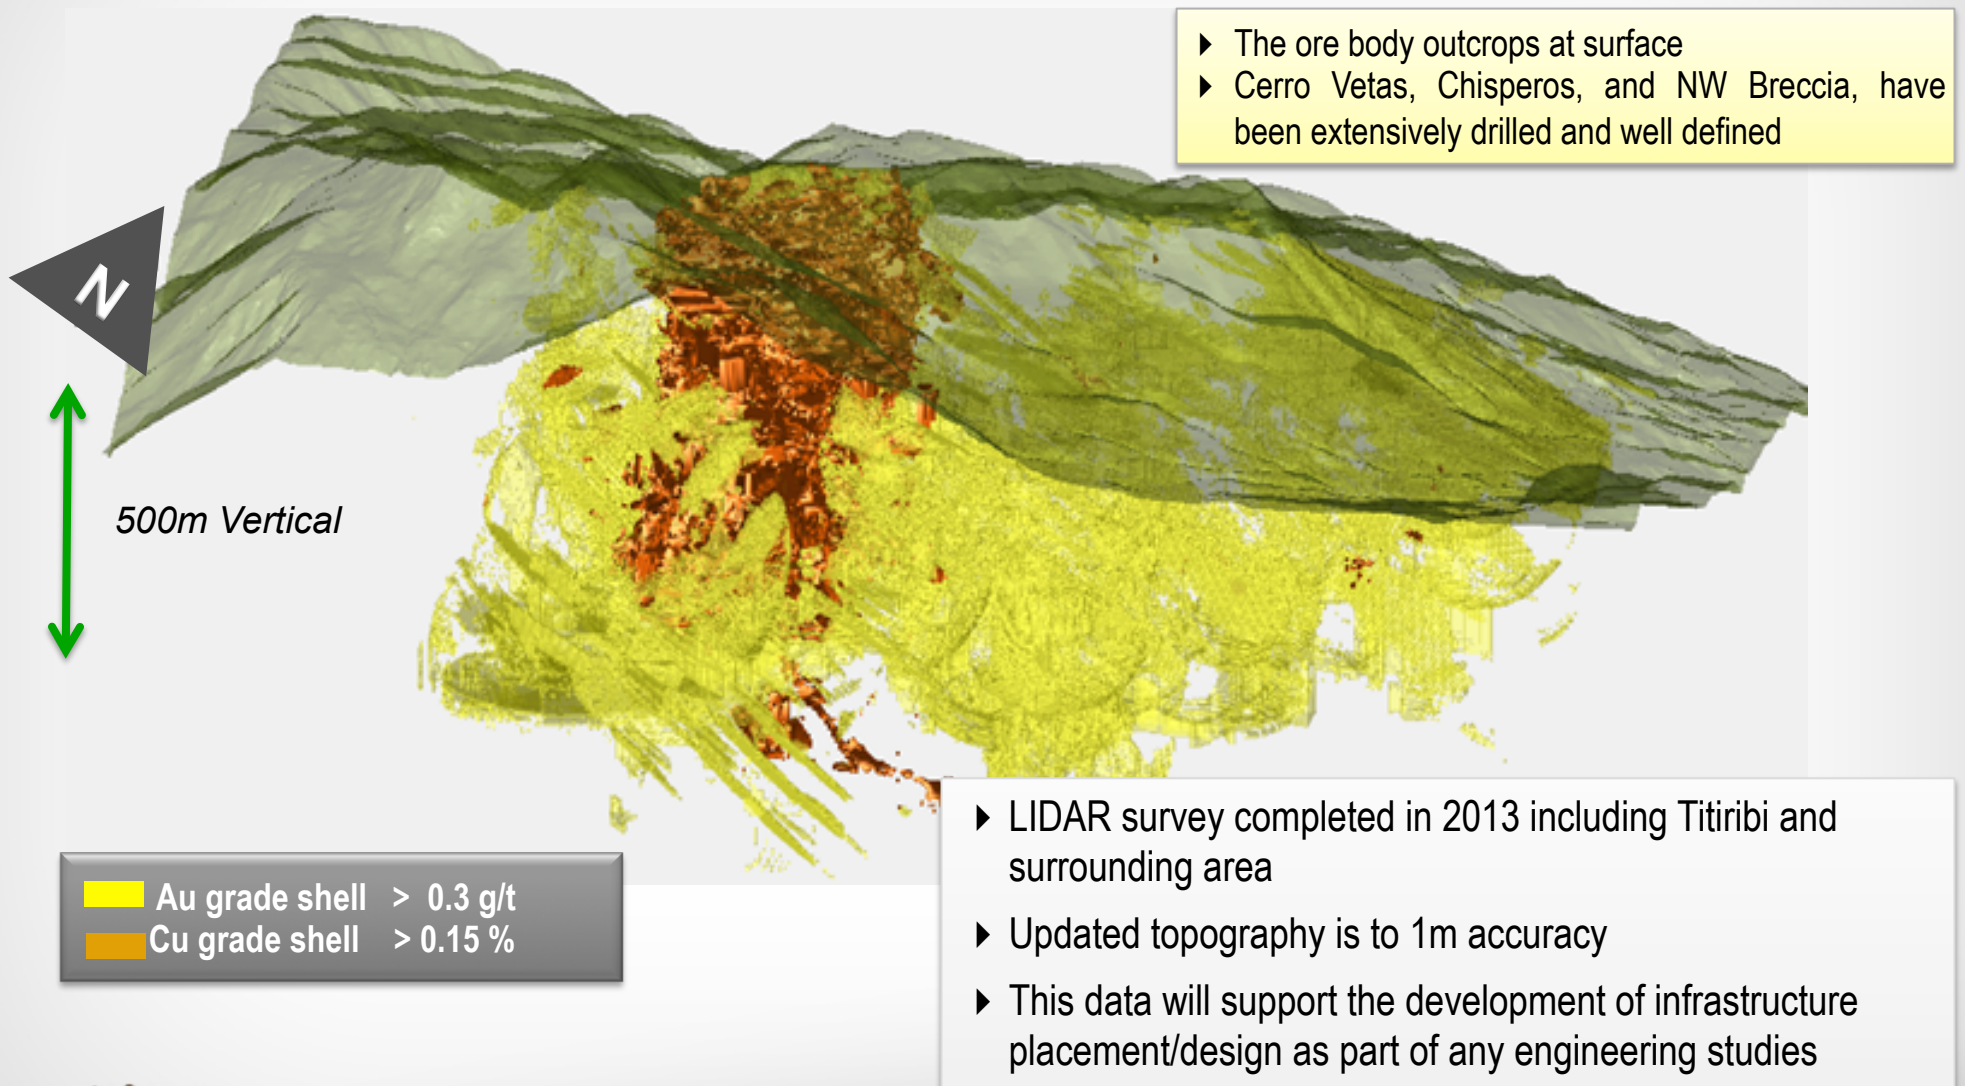 ▶ The ore body outcrops at surface
▶ Cerro Vetas, Chisperos, and NW Breccia, have
been extensively drilled and well defined
N
500m Vertical
Au grade shell > 0.3 g/t
Cu grade shell > 0.15 %
▶ LIDAR survey completed in 2013 including Titiribi and
surrounding area
▶ Updated topography is to 1m accuracy
▶ This data will support the development of infrastructure
placement/design as part of any engineering studies